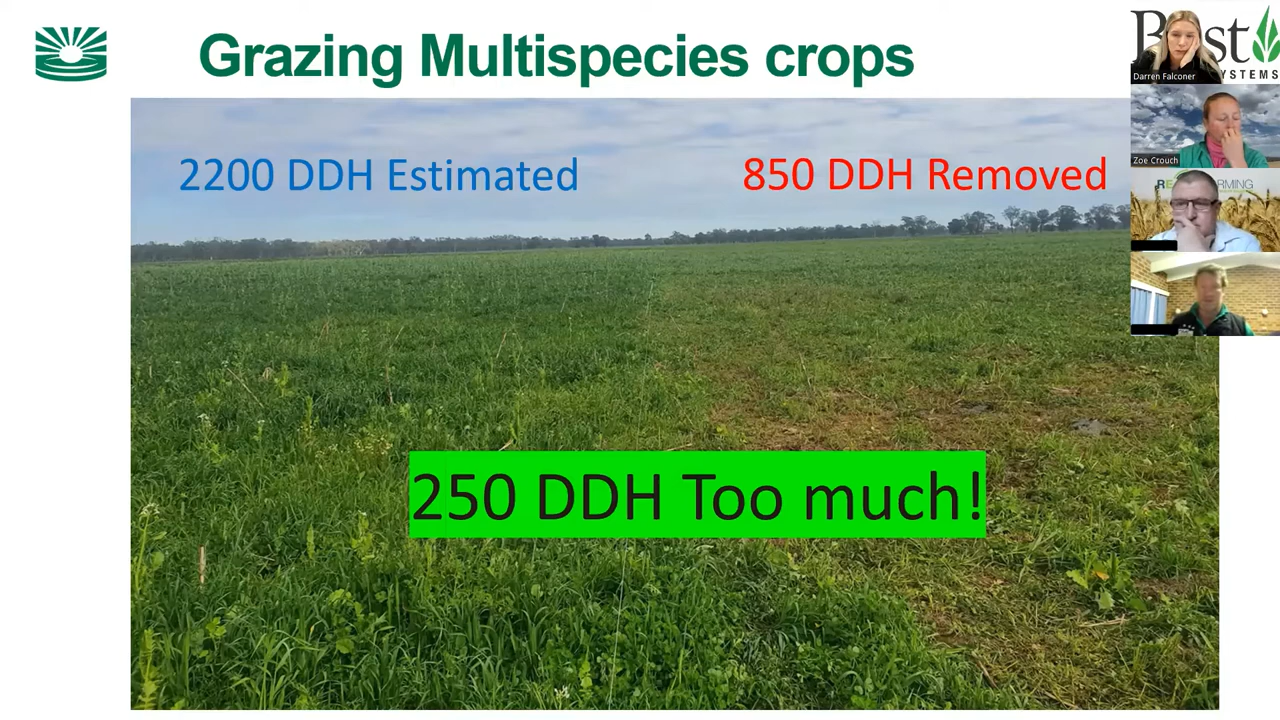 Grazing Multispecies crops
2200 DDH Estimated
850 DDH Removed
250 DDH Too much!
Darren Falconer
Zoe Crouch